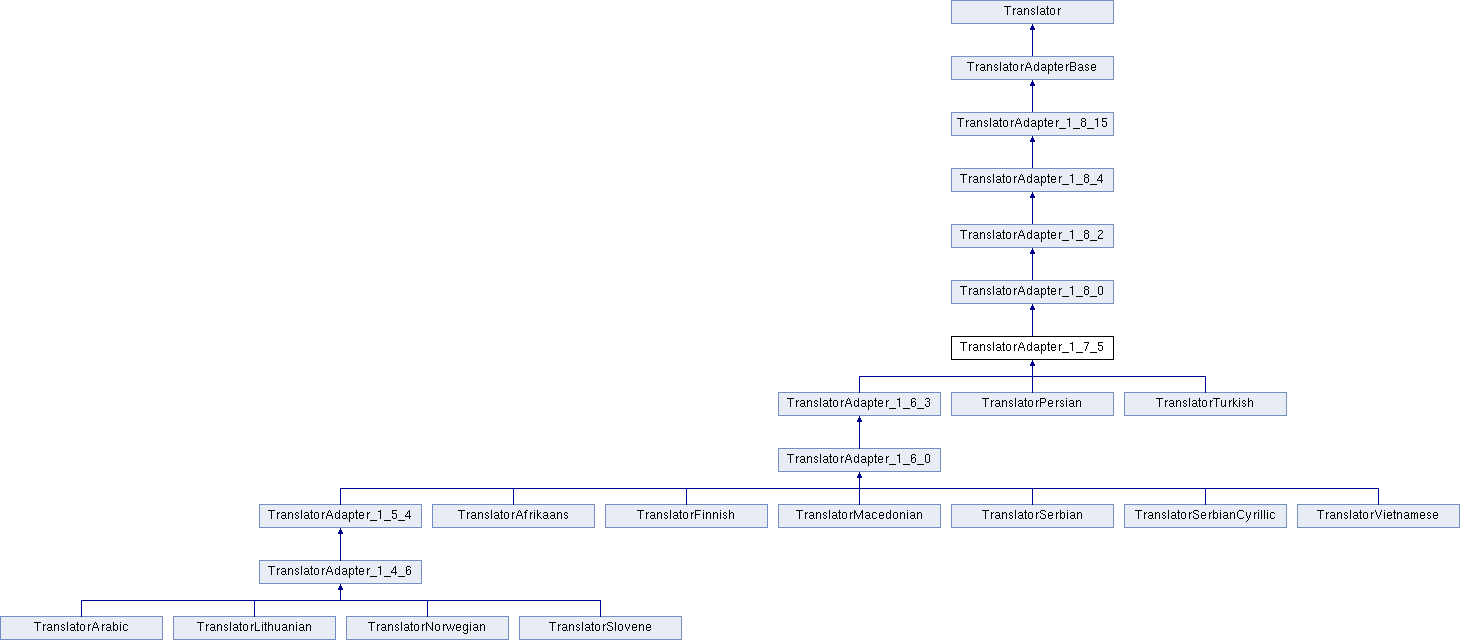 Translator
TranslatorAdapterBase
TranslatorAdapter_1_8_15
TranslatorAdapter_1_8_4
TranslatorAdapter_1_8_2
TranslatorAdapter_1_8_0
TranslatorAdapter_1_7_5
TranslatorAdapter_1_6_3
TranslatorPersian
TranslatorTurkish
TranslatorAdapter_1_6_0
TranslatorAdapter_1_5_4
TranslatorAfrikaans
TranslatorFinnish
TranslatorMacedonian
TranslatorSerbian
TranslatorSerbianCyrillic
TranslatorVietnamese
TranslatorAdapter_1_4_6
TranslatorArabic
TranslatorLithuanian
TranslatorNorwegian
TranslatorSlovene